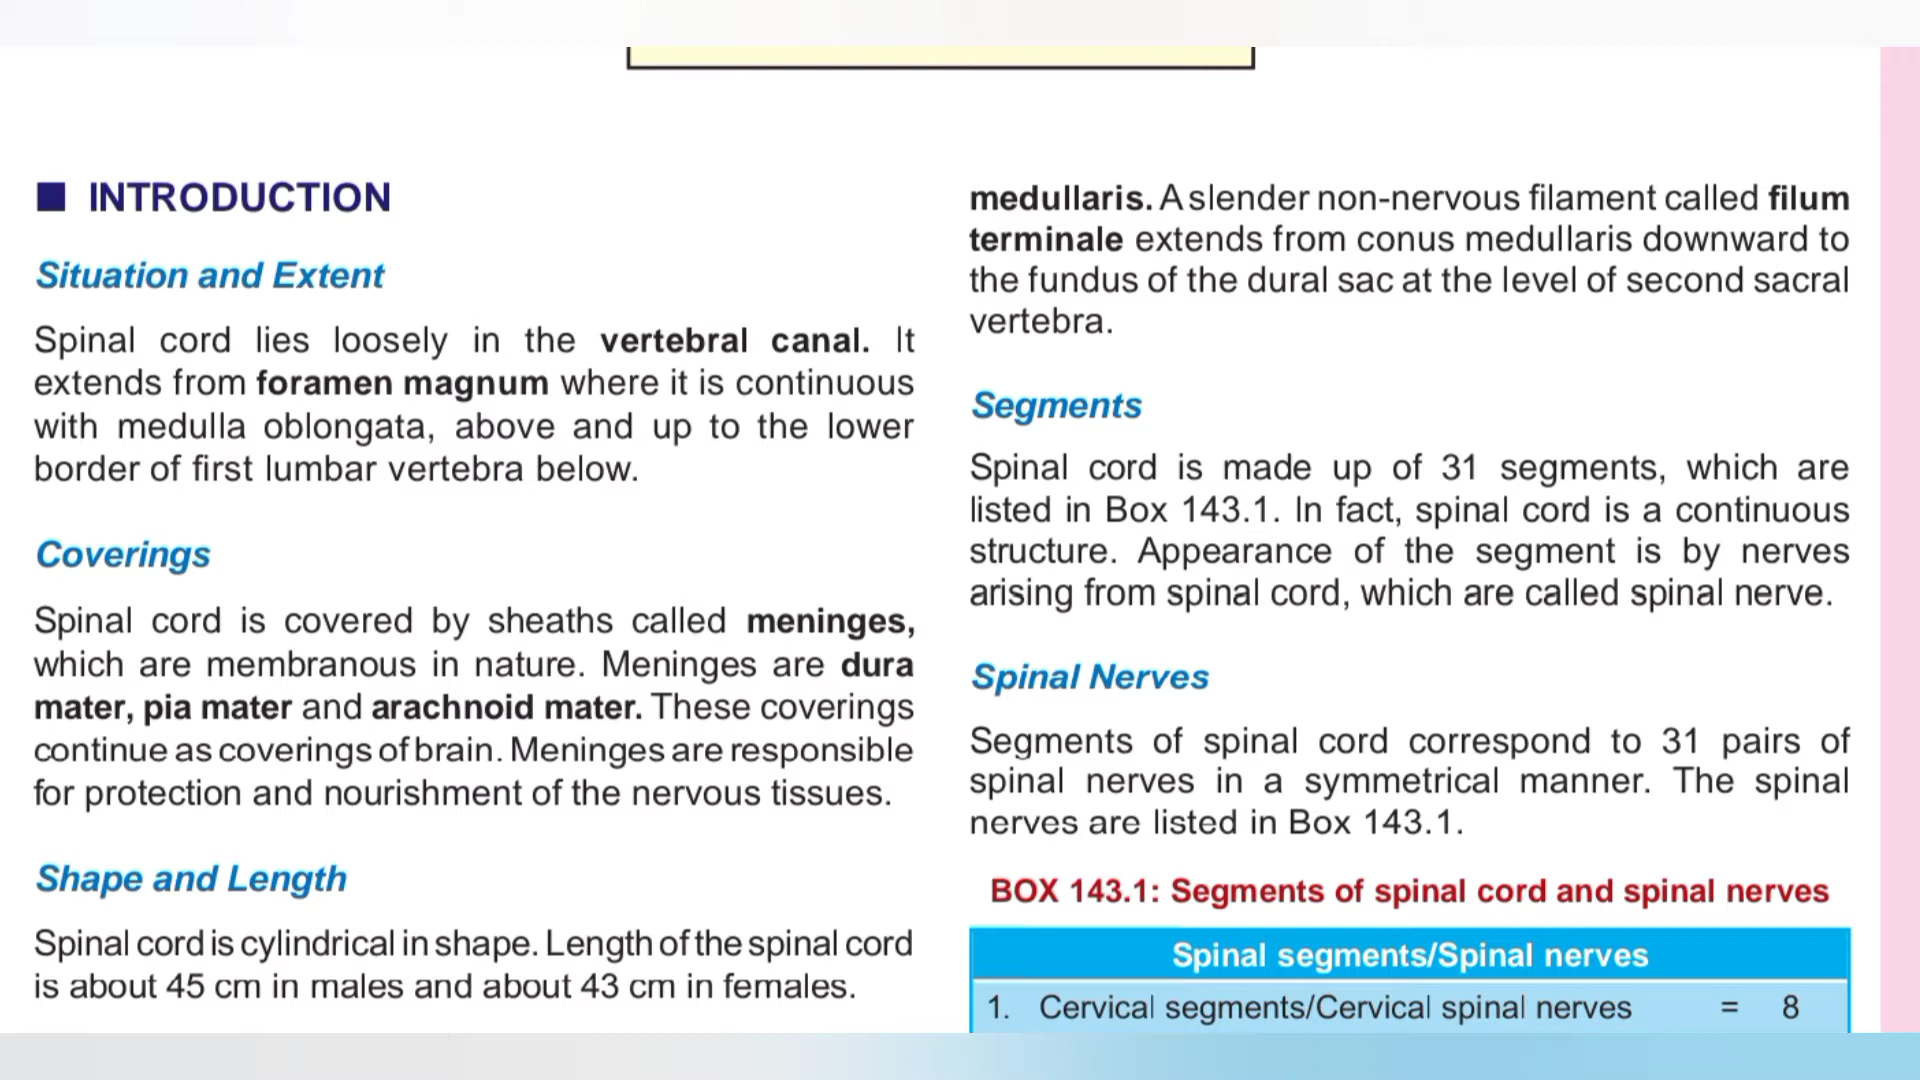 INTRODUCTION
Situation and Extent
Spinal cord lies loosely in the vertebral canal. It
extends from foramen magnum where it is continuous
with medulla oblongata, above and up to the lower
border of first lumbar vertebra below.
Coverings
Spinal cord is covered by sheaths called meninges,
which are membranous in nature. Meninges are dura
mater, pia mater and arachnoid mater. These coverings
continue as coverings of brain. Meninges are responsible
for protection and nourishment of the nervous tissues.
Shape and Length
Spinal cord is cylindrical in shape. Length of the spinal cord
is about 45 cm in males and about 43 cm in females.
medullaris. A slender non-nervous filament called filum
terminale extends from conus medullaris downward to
the fundus of the dural sac at the level of second sacral
vertebra.
Segments
Spinal cord is made up of 31 segments, which are
listed in Box 143.1. In fact, spinal cord is a continuous
structure. Appearance of the segment is by nerves
arising from spinal cord, which are called spinal nerve.
Spinal Nerves
Segments of spinal cord correspond to 31 pairs of
spinal nerves in a symmetrical manner. The spinal
nerves are listed in Box 143.1.
BOX 143.1: Segments of spinal cord and spinal nerves
Spinal segments/Spinal nerves
1. Cervical segments/Cervical spinal nerves = 8